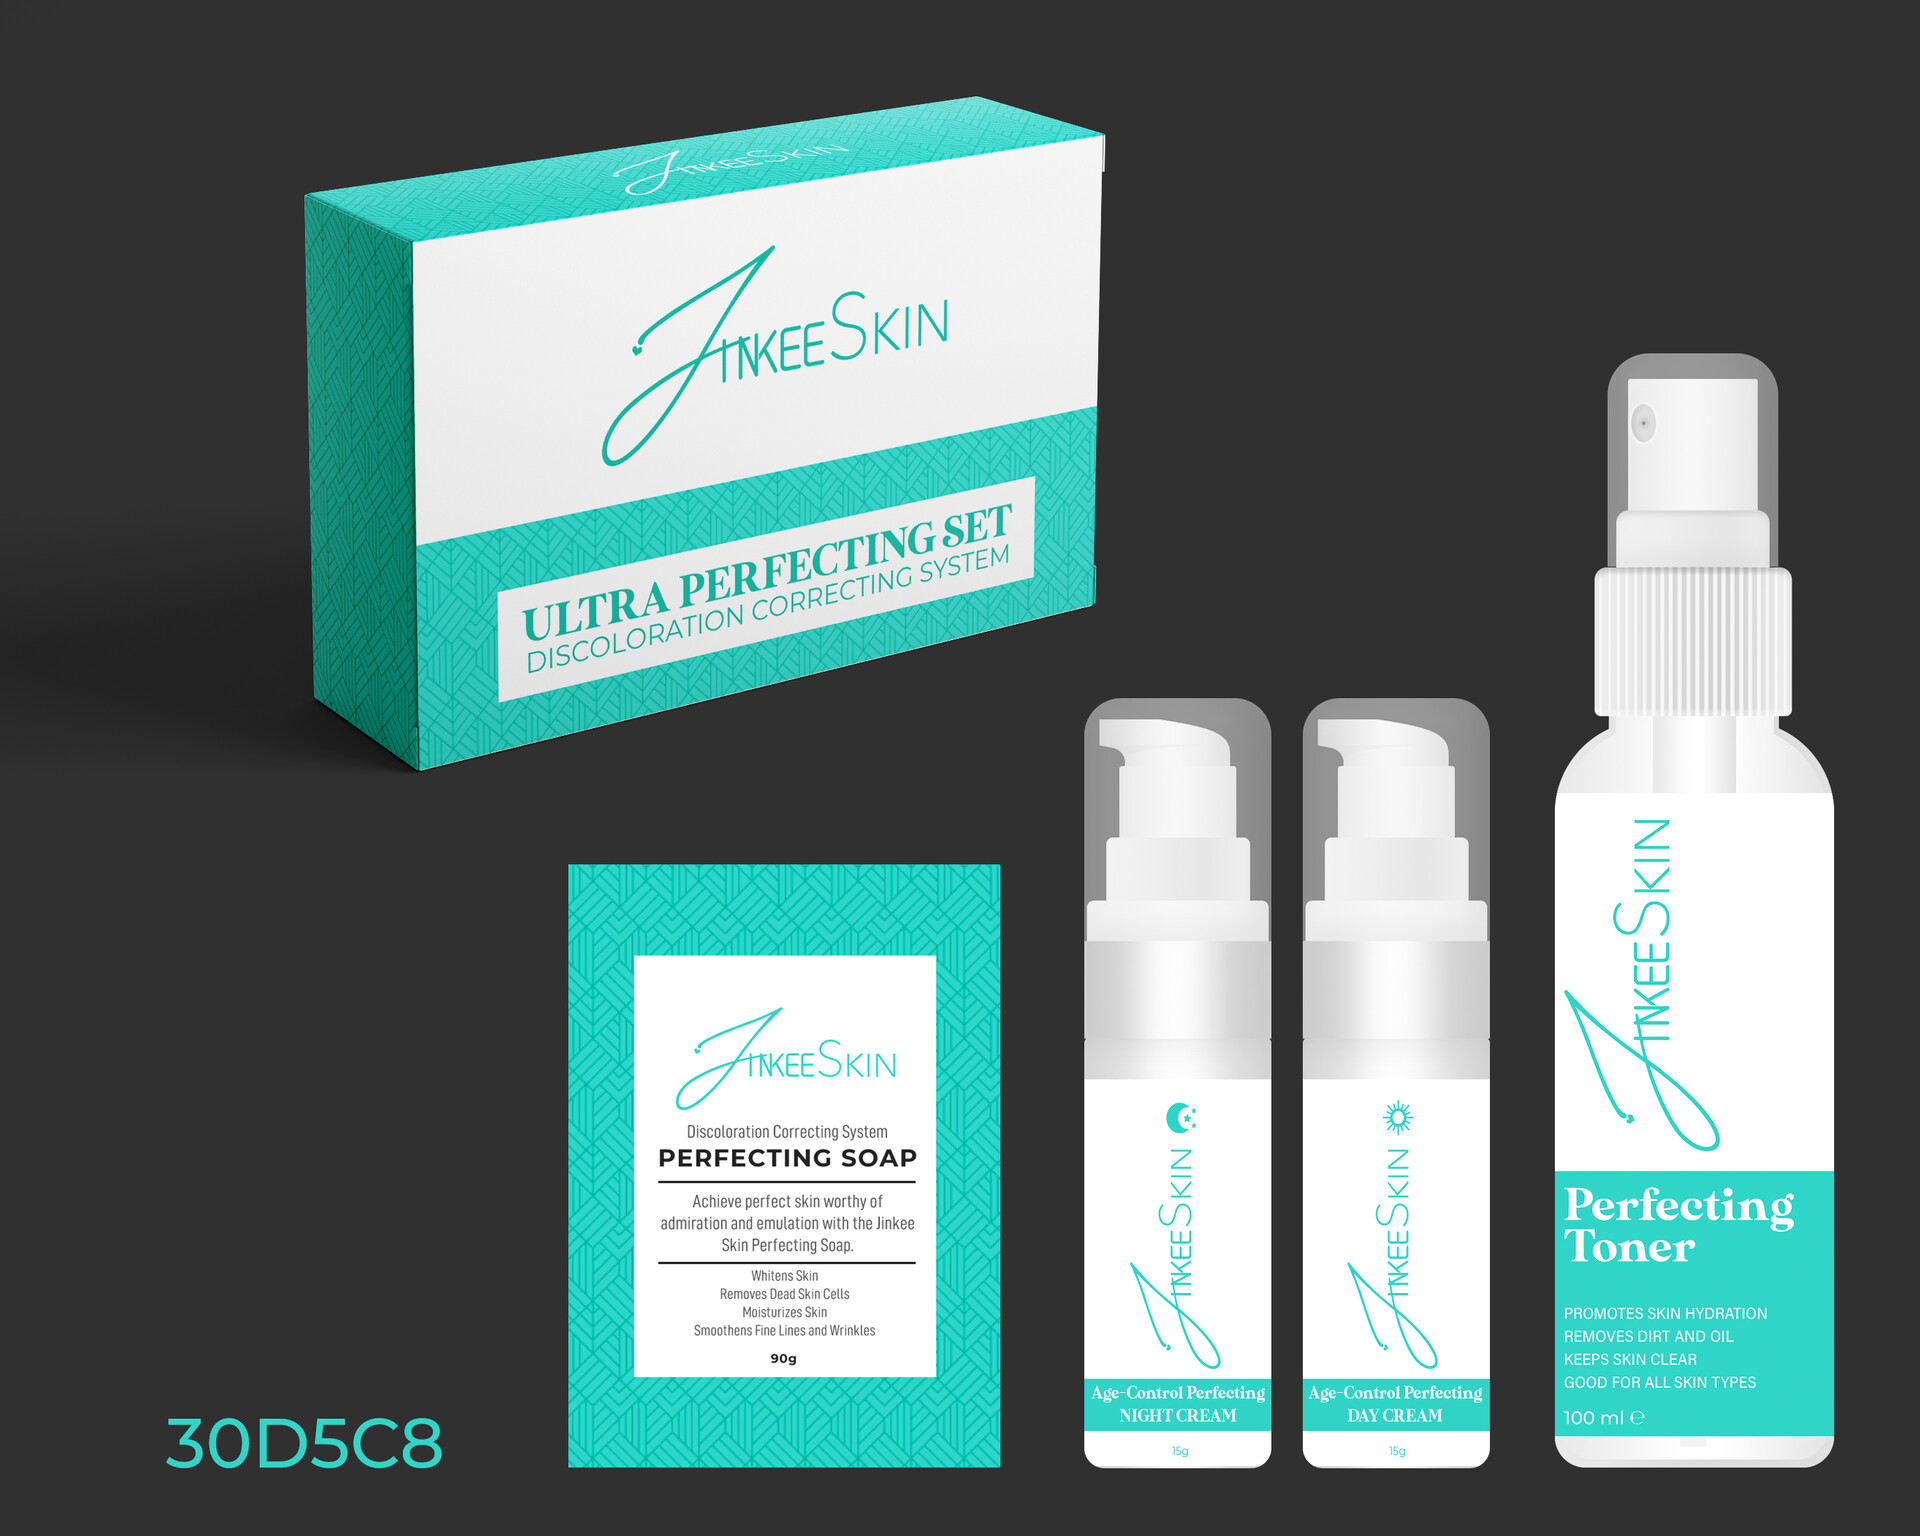 JINKEESKIN
JINKEESKIN
ULTRA PERFECTING SET
DISCOLORATION CORRECTING SYSTEM
JINKEESKIN
Discoloration Correcting System
PERFECTING SOAP
Achieve perfect skin worthy of
admiration and emulation with the Jinkee
Skin Perfecting Soap.
Whitens Skin
Removes Dead Skin Cells
Moisturizes Skin
Smoothens Fine Lines and Wrinkles
90g
JINKEESKIN
Age-Control Perfecting
NIGHT CREAM
15g
JINKEESKIN
Age-Control Perfecting
DAY CREAM
15g
JINKEESKIN
Perfecting
Toner
PROMOTES SKIN HYDRATION
REMOVES DIRT AND OIL
KEEPS SKIN CLEAR
GOOD FOR ALL SKIN TYPES
100 ml ℮
30D5C8